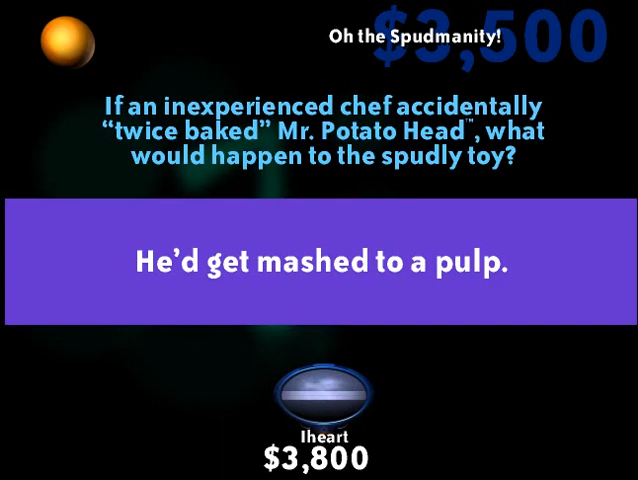 Oh the Spudmanity!
$3,500
If an inexperienced chef accidentally
“twice baked” Mr. Potato Head™, what
would happen to the spudly toy?
He’d get mashed to a pulp.
Iheart
$3,800